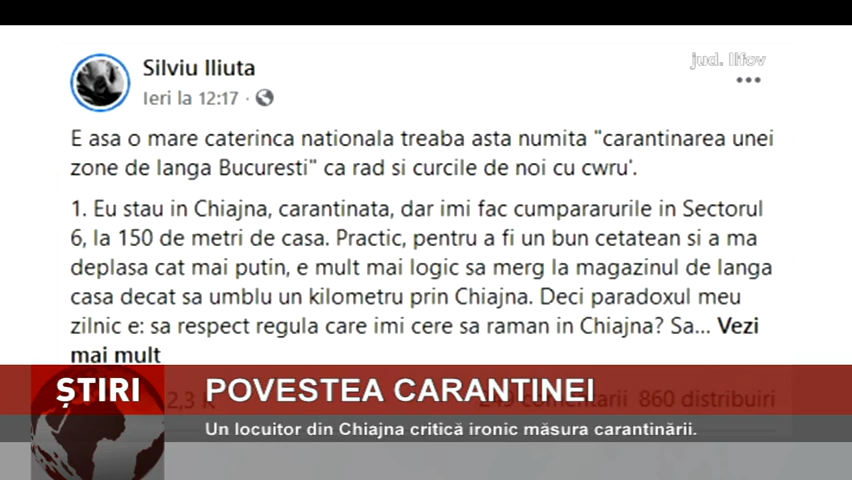 Silviu Iliuta
jud. Ilfov
Ieri la 12:17 ·
E asa o mare caterinca nationala treaba asta numita "carantinarea unei
zone de langa Bucuresti" ca rad si curcile de noi cu cwru'.
1. Eu stau in Chiajna, carantinata, dar imi fac cumpararurile in Sectorul
6, la 150 de metri de casa. Practic, pentru a fi un bun cetatean si a ma
deplasa cat mai putin, e mult mai logic sa merg la magazinul de langa
casa decat sa umblu un kilometru prin Chiajna. Deci paradoxul meu
zilnic e: sa respect regula care imi cere sa raman in Chiajna? Sa... Vezi
mai mult
2,3 K 249 comentarii 860 distribuiri
ȘTIRI POVESTEA CARANTINEI
Un locuitor din Chiajna critică ironic măsura carantinării.